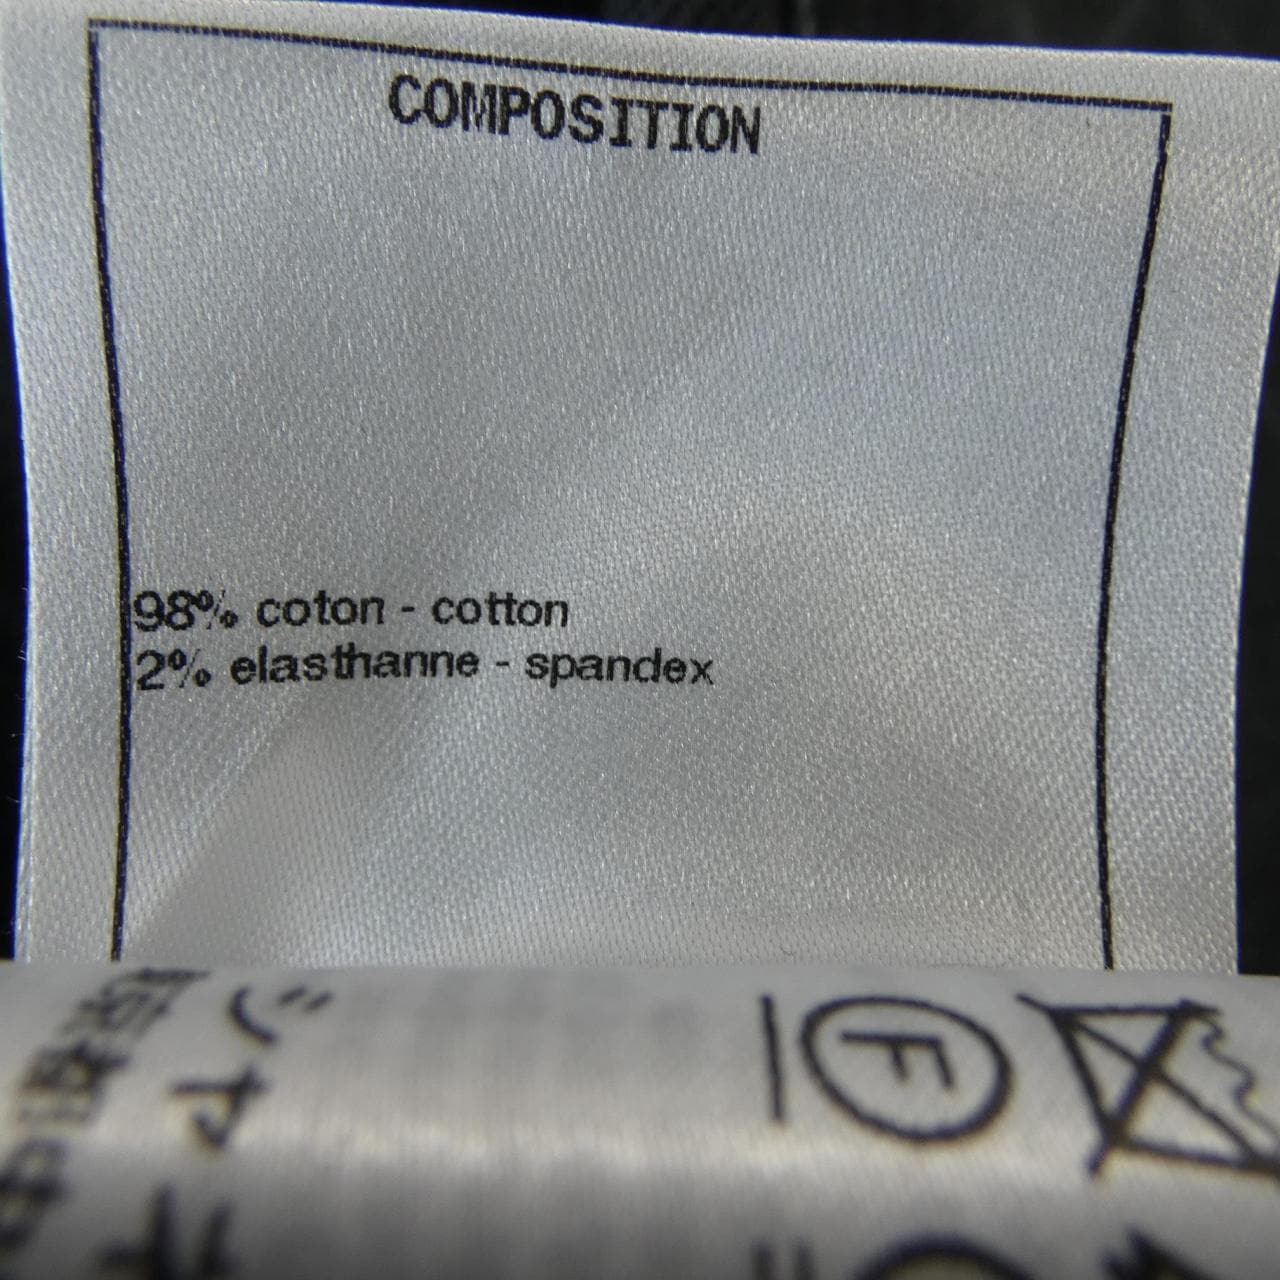 COMPOSITION
98% coton - cotton
2% elasthanne - spandex
F